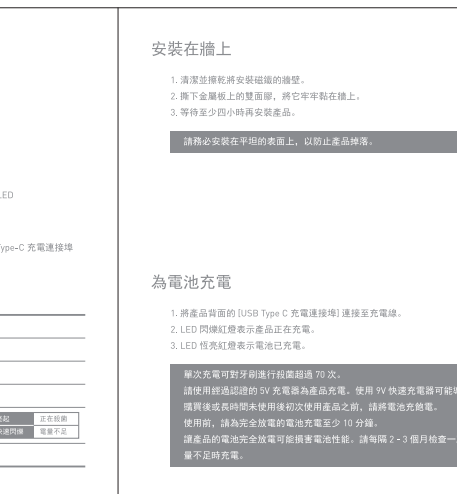 LED
Type-C 充電連接埠
亮起 正在殺菌
快速閃爍 電量不足
安裝在牆上
1. 清潔並擦乾將安裝磁鐵的牆壁。
2. 撕下金屬板上的雙面膠，將它牢牢黏在牆上。
3. 等待至少四小時再安裝產品。
請務必安裝在平坦的表面上，以防止產品掉落。
為電池充電
1. 將產品背面的 [USB Type C 充電連接埠] 連接至充電線。
2. LED 閃爍紅燈表示產品正在充電。
3. LED 恆亮紅燈表示電池已充電。
單次充電可對牙刷進行殺菌超過 70 次。
請使用經過認證的 5V 充電器為產品充電。使用 9V 快速充電器可能
購買後或長時間未使用後初次使用產品之前，請將電池充飽電。
使用前，請為完全放電的電池充電至少 10 分鐘。
讓產品的電池完全放電可能損害電池性能。請每隔 2 - 3 個月檢查一
量不足時充電。